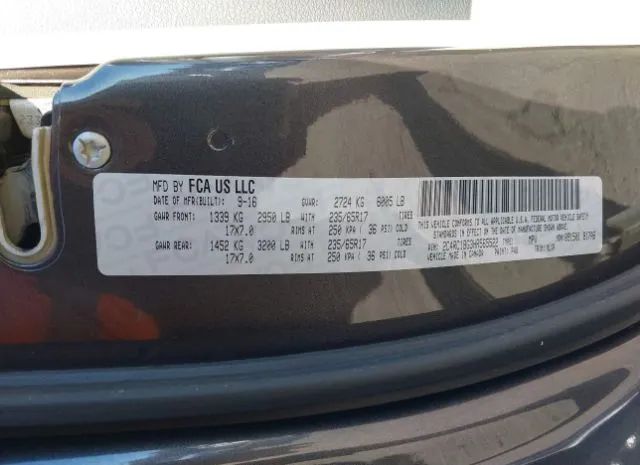 MFD BY FCA US LLC
DATE OF MFR(BUILT): 9-16 GVWR: 2724 KG 6005 LB
GAWR FRONT: 1339 KG 2950 LB WITH 235/65R17 TIRES
17X7.0 RIMS AT 250 KPA ( 36 PSI) COLD
GAWR REAR: 1452 KG 3200 LB WITH 235/65R17 TIRES
17X7.0 RIMS AT 250 KPA ( 36 PSI) COLD
THIS VEHICLE CONFORMS TO ALL APPLICABLE U.S.A. FEDERAL MOTOR VEHICLE SAFETY
STANDARDS IN EFFECT ON THE DATE OF MANUFACTURE SHOWN ABOVE.
TYPE: MPV
VEHICLE MADE IN CANADA PAINT: PAU